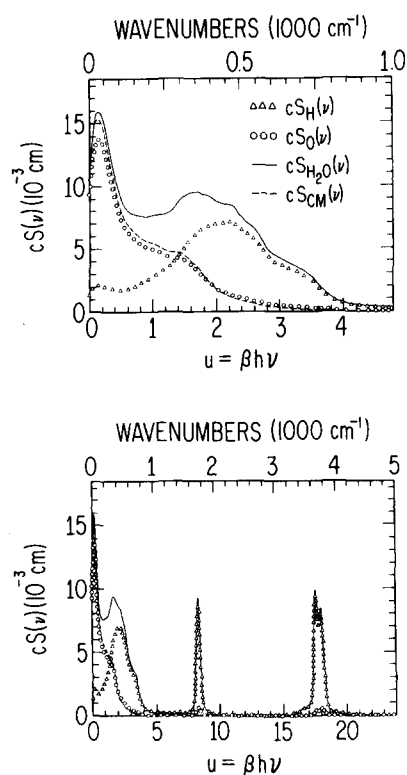 WAVENUMBERS (1000 cm⁻¹)
0 0.5 1.0
cS(ν)(10⁻³ cm)
15
10
5
0
△△△ cS_H(ν)
○○○ cS_O(ν)
— cS_H₂O(ν)
--- cS_CM(ν)
0 1 2 3 4
u = βhν
WAVENUMBERS (1000 cm⁻¹)
0 1 2 3 4 5
cS(ν)(10⁻³ cm)
15
10
5
0
0 5 10 15 20
u = βhν